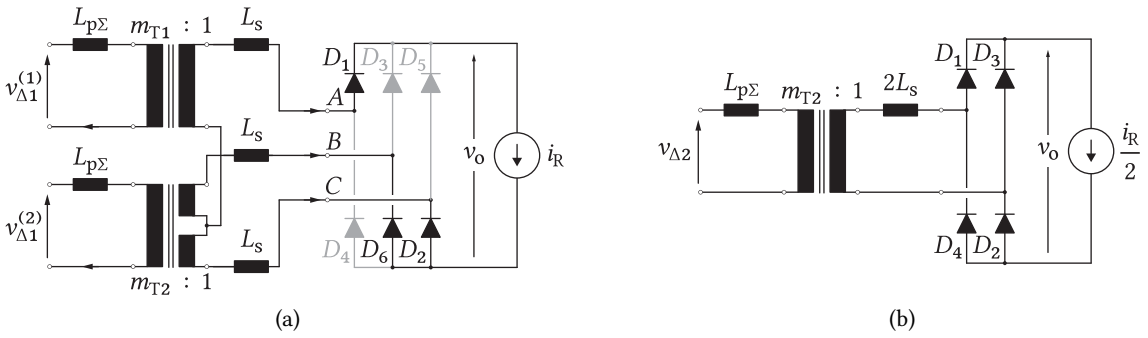 L_pΣ m_T1 : 1 L_s
v_Δ1^(1)
D_1 D_3 D_5
A
L_s
B
v_o i_R
L_pΣ
C
v_Δ1^(2)
L_s
D_4 D_6 D_2
m_T2 : 1
(a)
D_1 D_3
L_pΣ m_T2 : 1 2L_s
v_Δ2
v_o i_R/2
D_4 D_2
(b)